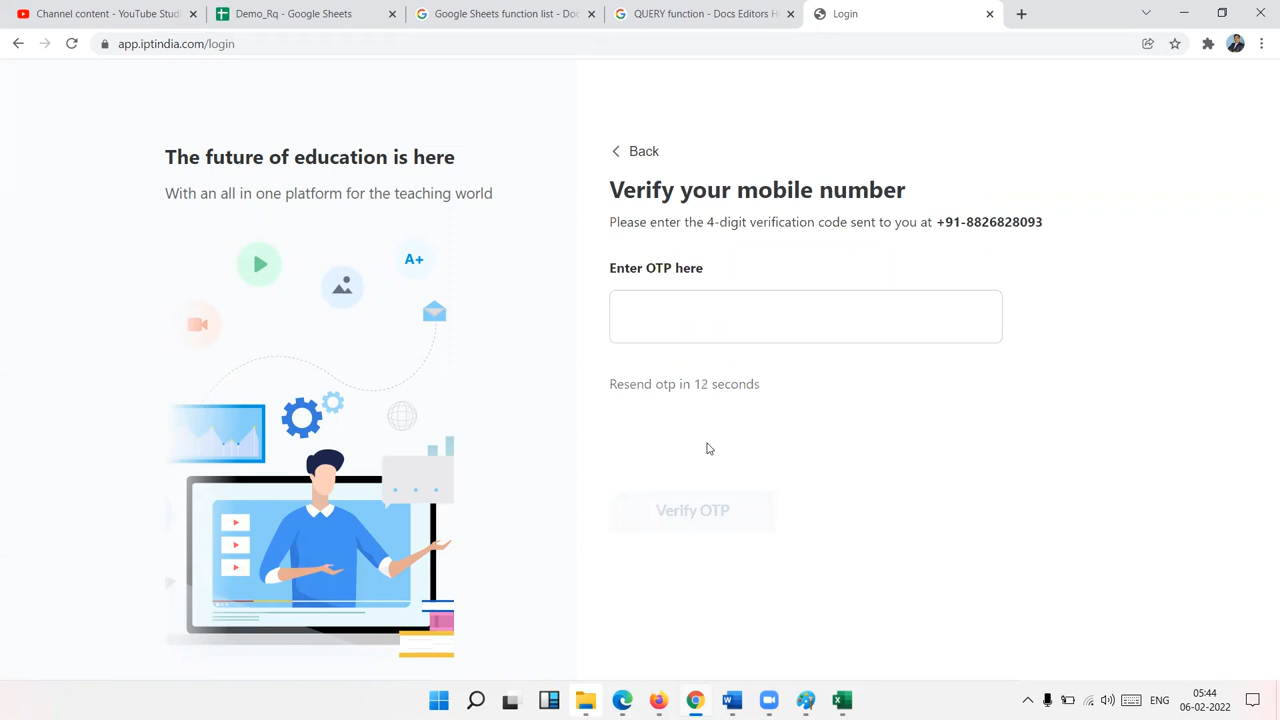 Channel content - YouTube Studi
Demo_Rq - Google Sheets
Google Sheets function list - Doc
QUERY function - Docs Editors H
Login
app.iptindia.com/login
The future of education is here
With an all in one platform for the teaching world
A+
Back
Verify your mobile number
Please enter the 4-digit verification code sent to you at +91-8826828093
Enter OTP here
Resend otp in 12 seconds
Verify OTP
ENG
05:44
06-02-2022